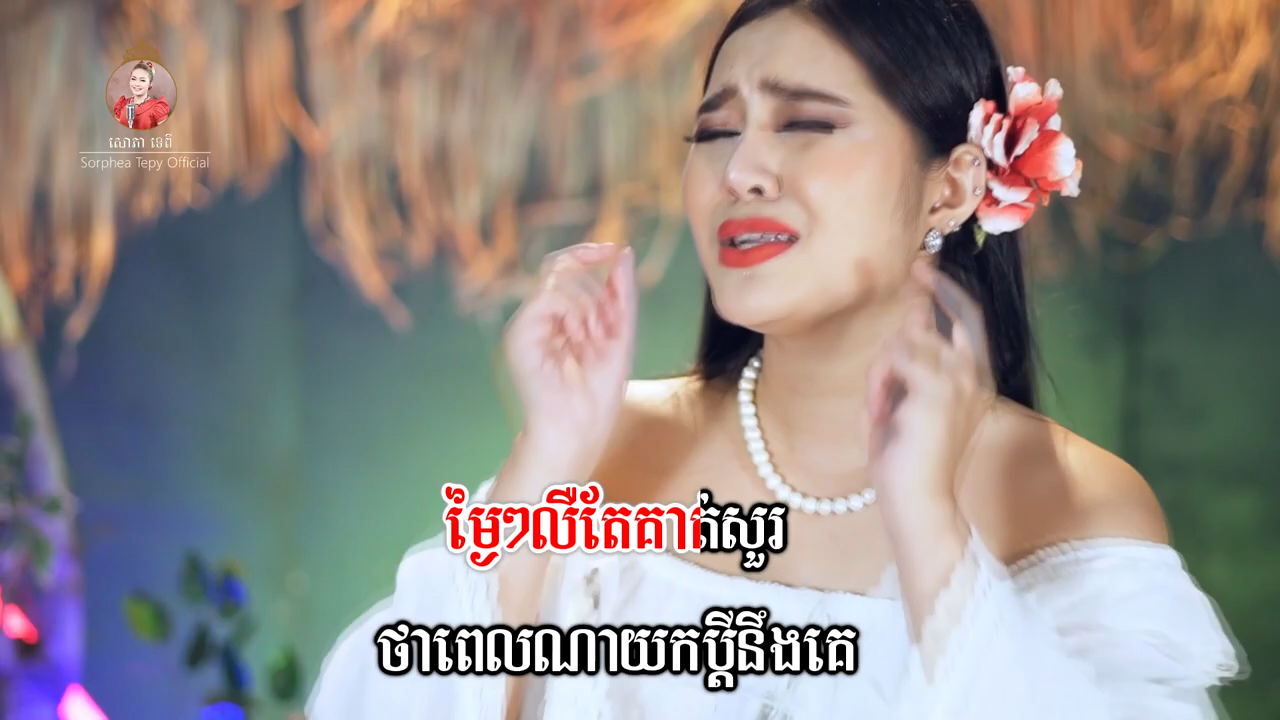 សោភា ទេពី
Sorphea Tepy Official
ម្ងៃៗលឺតែគាត់សួរ
ថាពេលណាយកប្ដីនឹងគេ